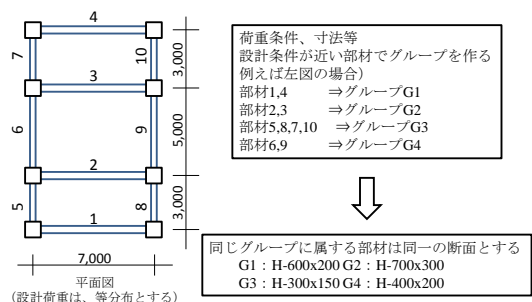 4
7
10
3,000
3
6
9
5,000
2
5
8
3,000
1
7,000
平面図
(設計荷重は、等分布とする)
荷重条件、寸法等
設計条件が近い部材でグループを作る
例えば左図の場合)
部材1,4 ⇒グループG1
部材2,3 ⇒グループG2
部材5,8,7,10 ⇒グループG3
部材6,9 ⇒グループG4
同じグループに属する部材は同一の断面とする
G1：H-600x200 G2：H-700x300
G3：H-300x150 G4：H-400x200